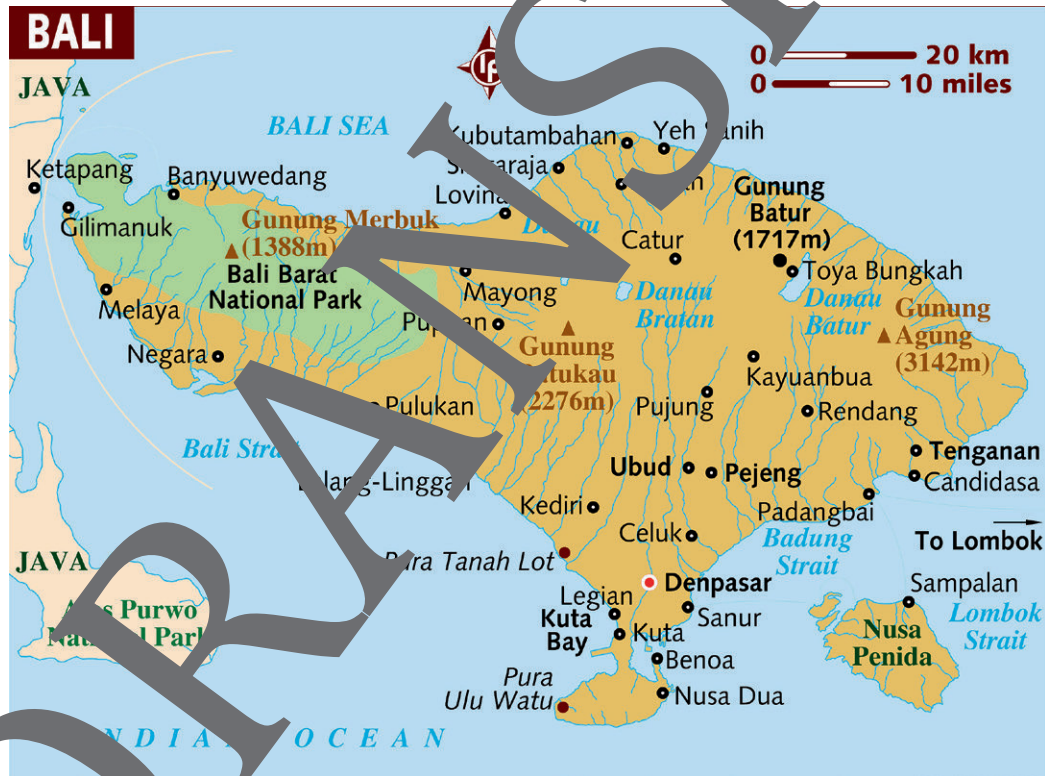 BALI
0 20 km
0 10 miles
JAVA
BALI SEA
Kubutambahan
Yeh Sanih
Ketapang
Banyuwedang
Lovina
Gilimanuk
Gunung Merbuk
(1388m)
Bali Barat
National Park
Danau
Catur
Gunung
Batur
(1717m)
Toya Bungkah
Danau
Batur
Gunung
Agung
(3142m)
Melaya
Mayong
Danau
Bratan
Negara
Gunung
(2276m)
Kayuanbua
Pulukan
Pujung
Rendang
Bali
Ubud
Pejeng
Tenganan
Candidasa
Kediri
Padangbai
Celuk
Badung
Strait
To Lombok
JAVA
Tanah Lot
Denpasar
Sampalan
Legian
Sanur
Purwo
Kuta
Bay
Kuta
Nusa
Penida
Lombok
Strait
Benoa
Pura
Ulu Watu
Nusa Dua
OCEAN